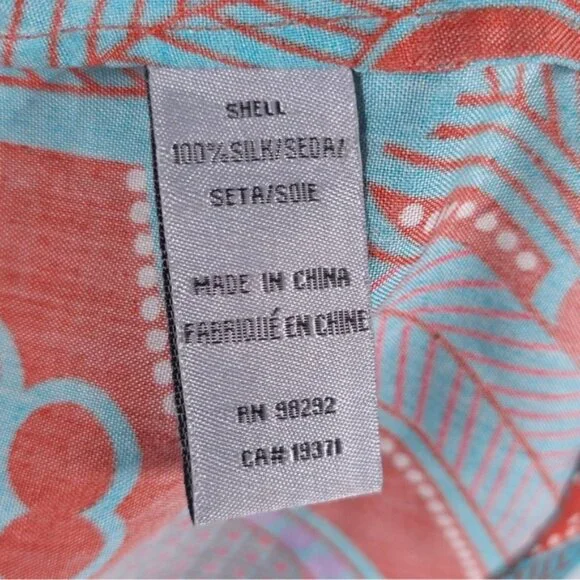 SHELL
100%SILK/SEDA/
SETA/SOIE
MADE IN CHINA
FABRIQUÉ EN CHINE
RN 98292
CA# 19371